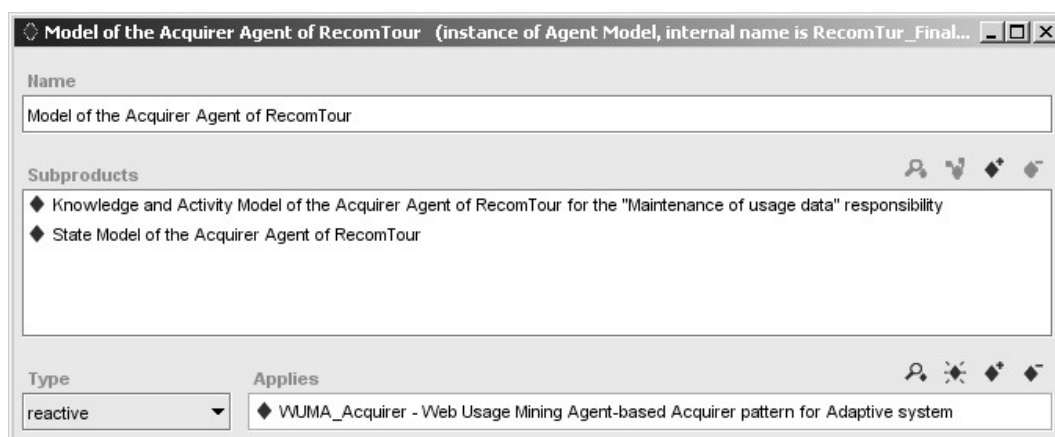 Model of the Acquirer Agent of RecomTour (instance of Agent Model, internal name is RecomTur_Final...
Name
Model of the Acquirer Agent of RecomTour
Subproducts
Knowledge and Activity Model of the Acquirer Agent of RecomTour for the "Maintenance of usage data" responsibility
State Model of the Acquirer Agent of RecomTour
Type
Applies
reactive
WUMA_Acquirer - Web Usage Mining Agent-based Acquirer pattern for Adaptive system